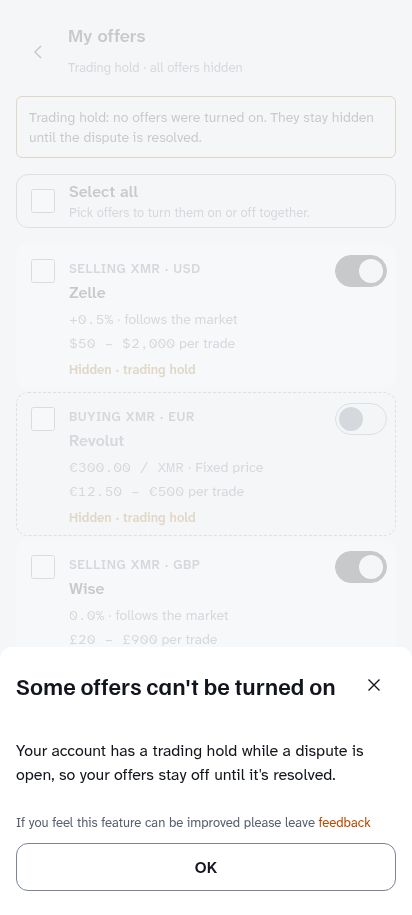 My offers
Trading hold · all offers hidden
Trading hold: no offers were turned on. They stay hidden
until the dispute is resolved.
Select all
Pick offers to turn them on or off together.
SELLING XMR · USD
Zelle
+0.5% · follows the market
$50 – $2,000 per trade
Hidden · trading hold
BUYING XMR · EUR
Revolut
€300.00 / XMR · Fixed price
€12.50 – €500 per trade
Hidden · trading hold
SELLING XMR · GBP
Wise
0.0% · follows the market
£20 – £900 per trade
Some offers can't be turned on
Your account has a trading hold while a dispute is
open, so your offers stay off until it's resolved.
If you feel this feature can be improved please leave feedback
OK